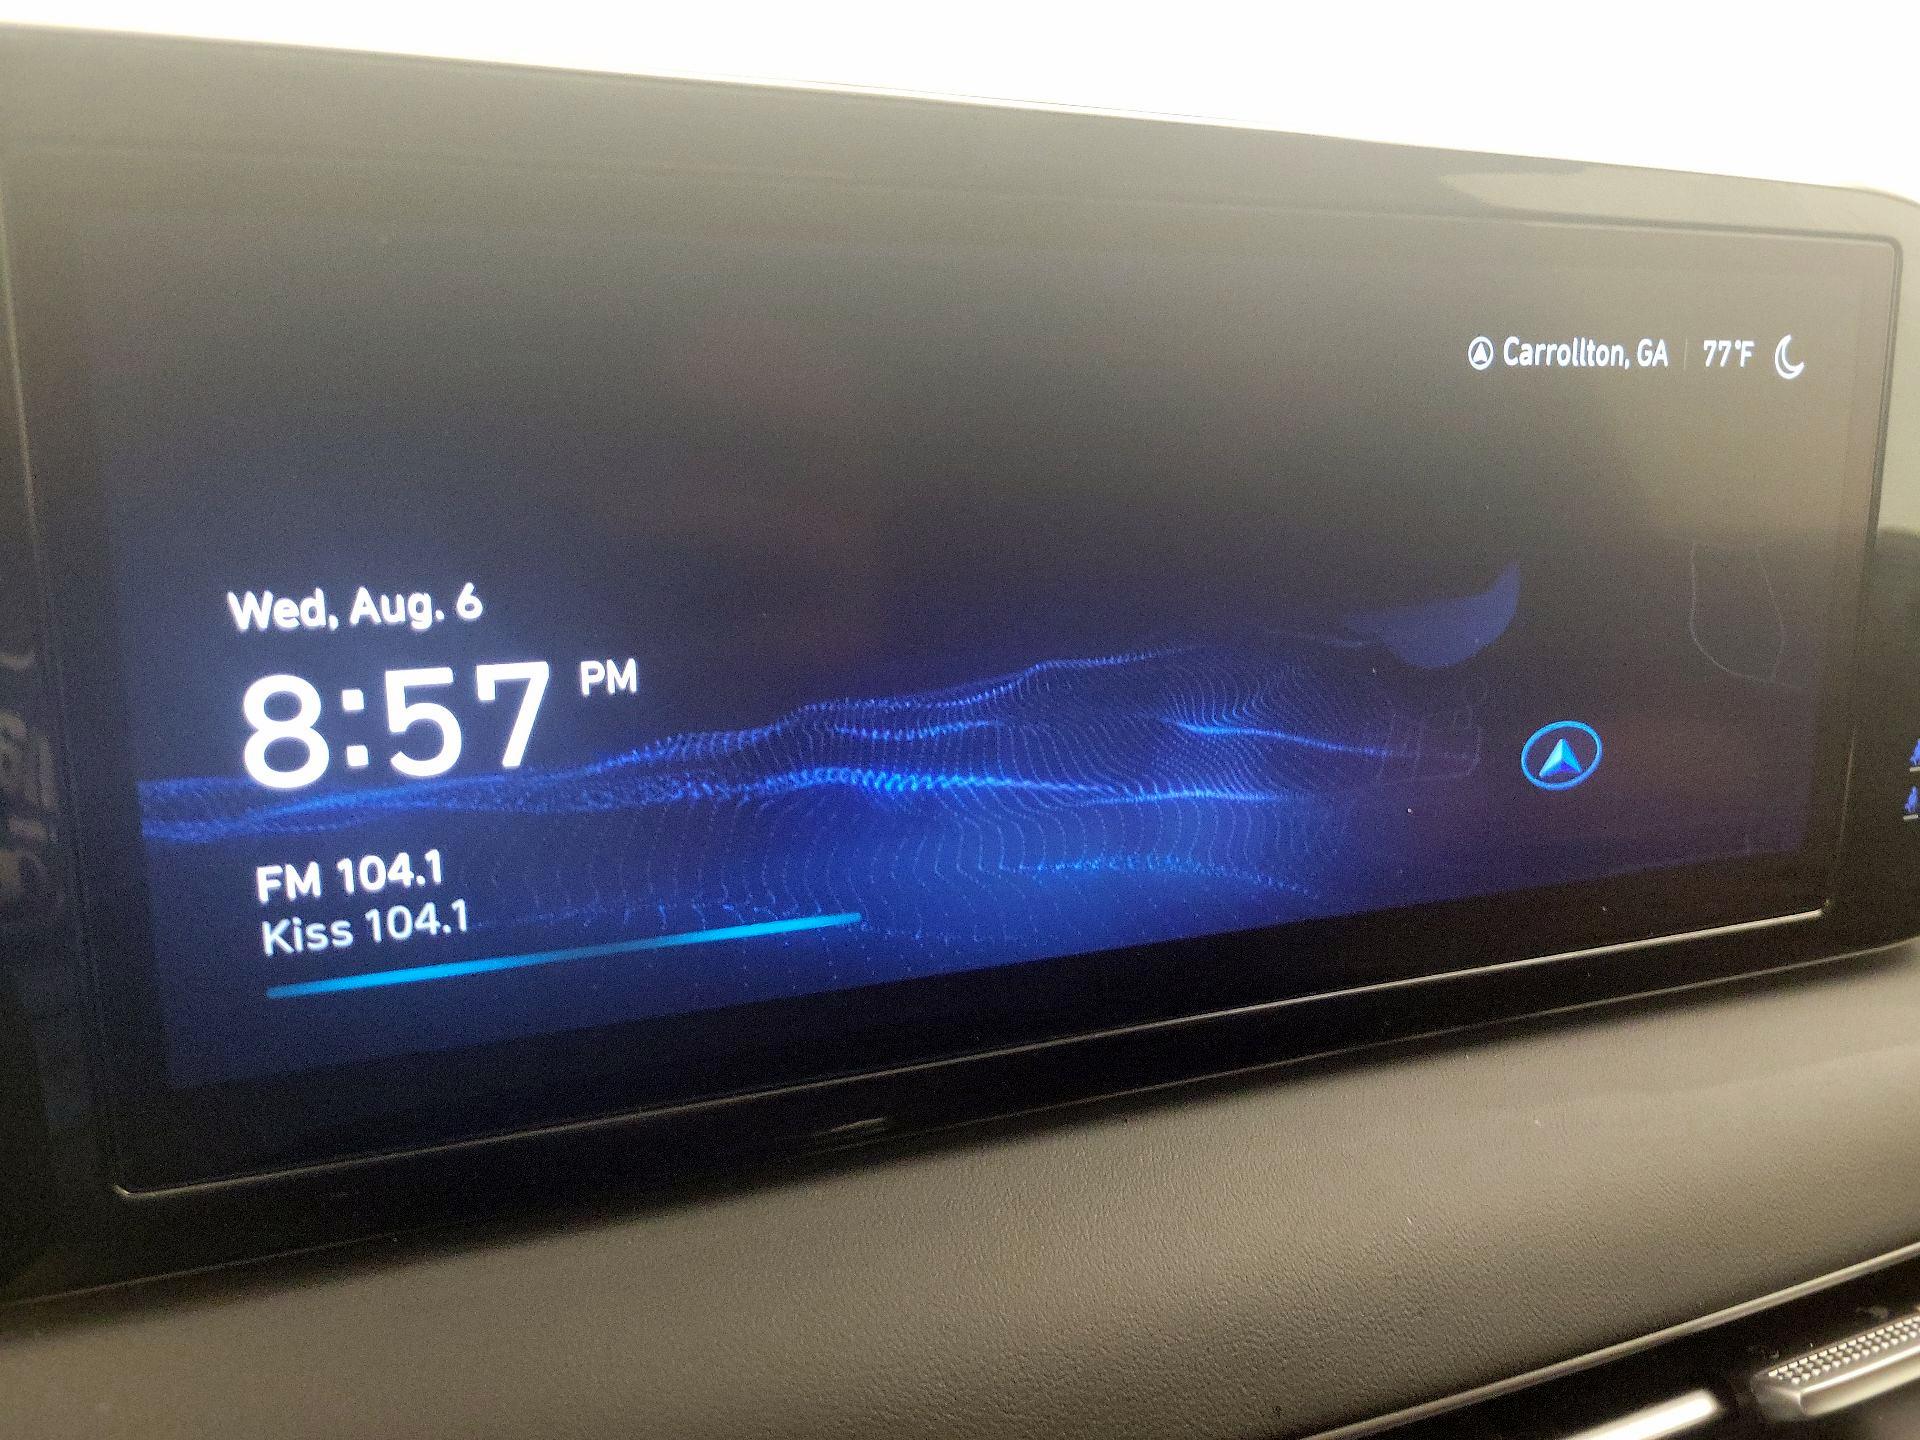 Carrollton, GA 77°F
Wed, Aug. 6
8:57 PM
FM 104.1
Kiss 104.1